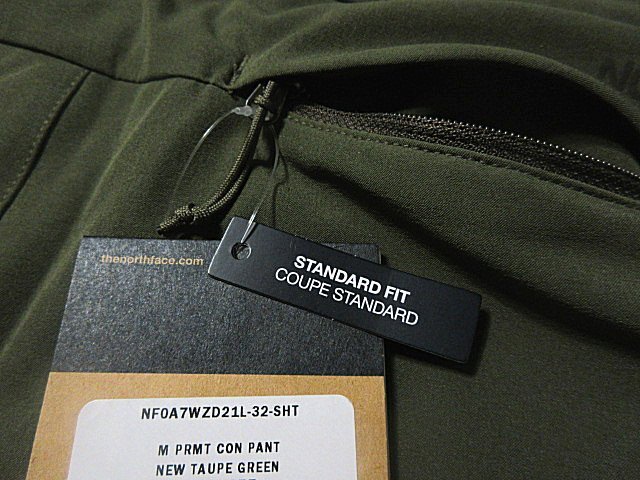 thenorthface.com
STANDARD FIT
COUPE STANDARD
NF0A7WZD21L-32-SHT
M PRMT CON PANT
NEW TAUPE GREEN